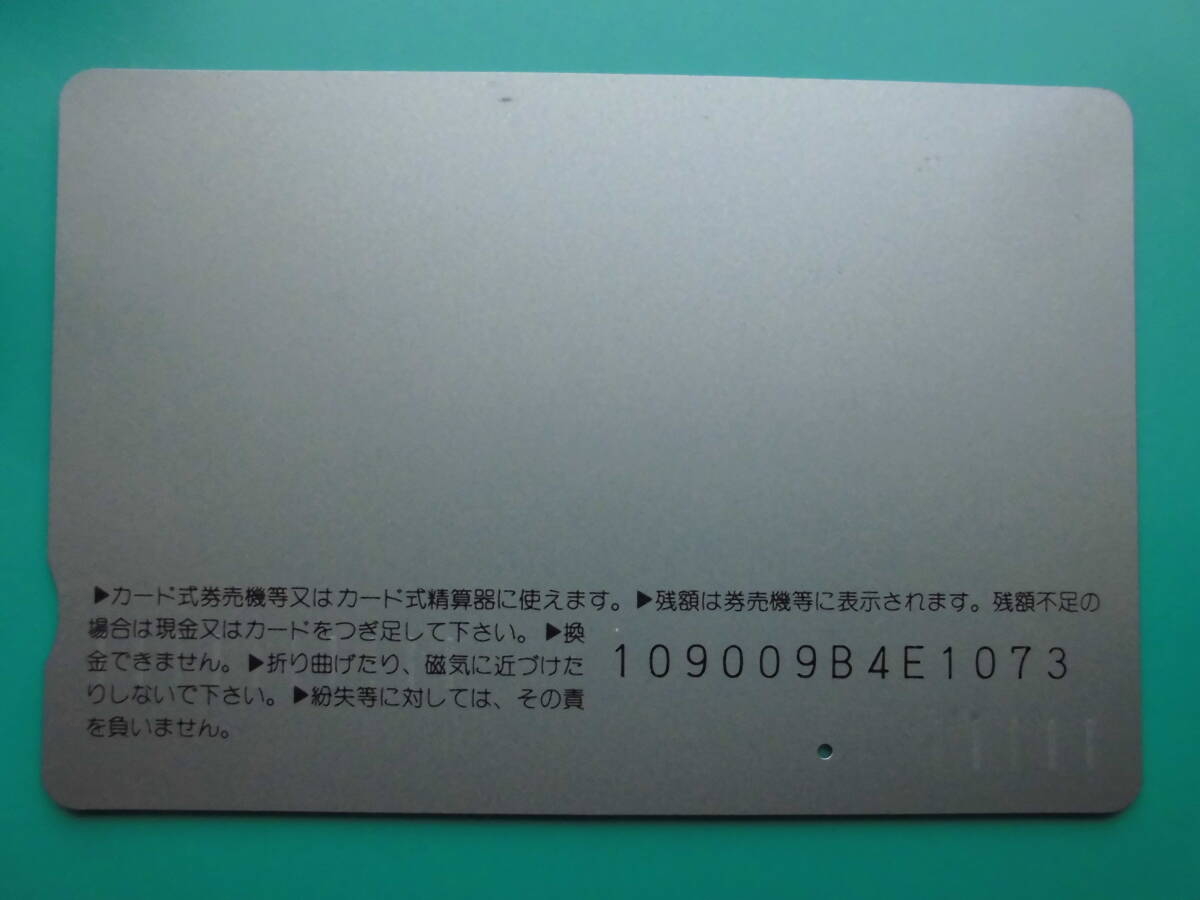 ▶カード式券売機等又はカード式精算器に使えます。▶残額は券売機等に表示されます。残額不足の
場合は現金又はカードをつぎ足して下さい。▶換
金できません。▶折り曲げたり、磁気に近づけた
りしないで下さい。▶紛失等に対しては、その責
を負いません。
109009B4E1073